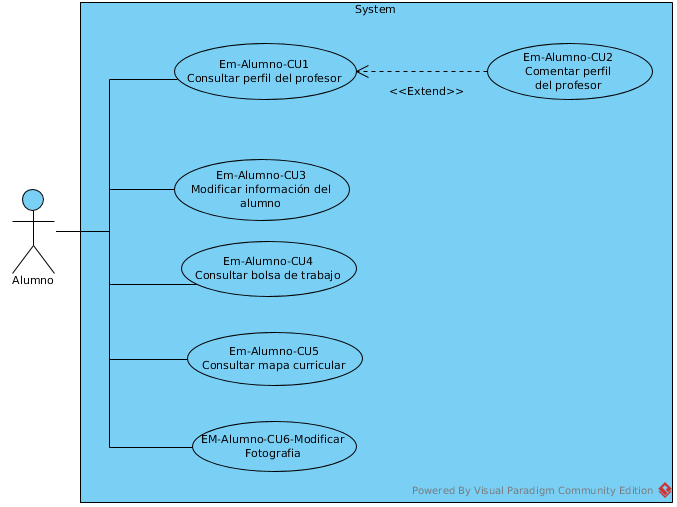 System
Em-Alumno-CU1
Consultar perfil del profesor
Em-Alumno-CU2
Comentar perfil
del profesor
<<Extend>>
Em-Alumno-CU3
Modificar información del
alumno
Alumno
Em-Alumno-CU4
Consultar bolsa de trabajo
Em-Alumno-CU5
Consultar mapa curricular
EM-Alumno-CU6-Modificar
Fotografia
Powered By Visual Paradigm Community Edition